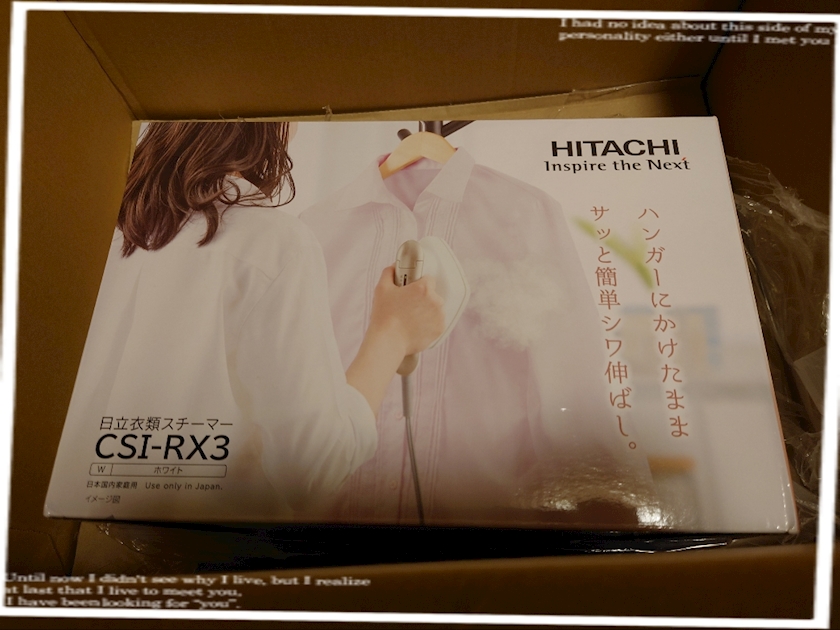 I had no idea about this side of my
personality either until I met you
HITACHI
Inspire the Next
ハンガーにかけたまま
サッと簡単シワ伸ばし。
日立衣類スチーマー
CSI-RX3
W ホワイト
日本国内家庭用 Use only in Japan.
イメージ図
Until now I didn't see why I live, but I realize
at last that I live to meet you,
I have been looking for "you".